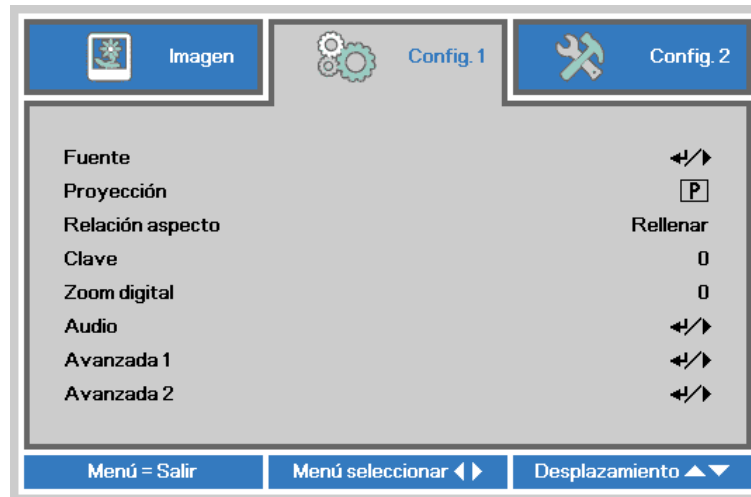 Imagen Config. 1 Config. 2
Fuente ↵/▶
Proyección P
Relación aspecto Rellenar
Clave 0
Zoom digital 0
Audio ↵/▶
Avanzada 1 ↵/▶
Avanzada 2 ↵/▶
Menú = Salir Menú seleccionar ◀▶ Desplazamiento ▲▼